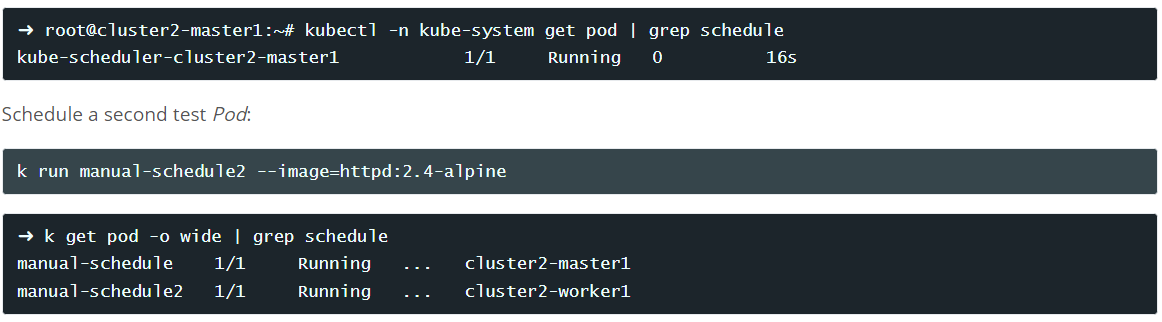 ➜ root@cluster2-master1:~# kubectl -n kube-system get pod | grep schedule
kube-scheduler-cluster2-master1            1/1     Running   0          16s
Schedule a second test Pod:
k run manual-schedule2 --image=httpd:2.4-alpine
➜ k get pod -o wide | grep schedule
manual-schedule    1/1     Running   ...   cluster2-master1
manual-schedule2   1/1     Running   ...   cluster2-worker1